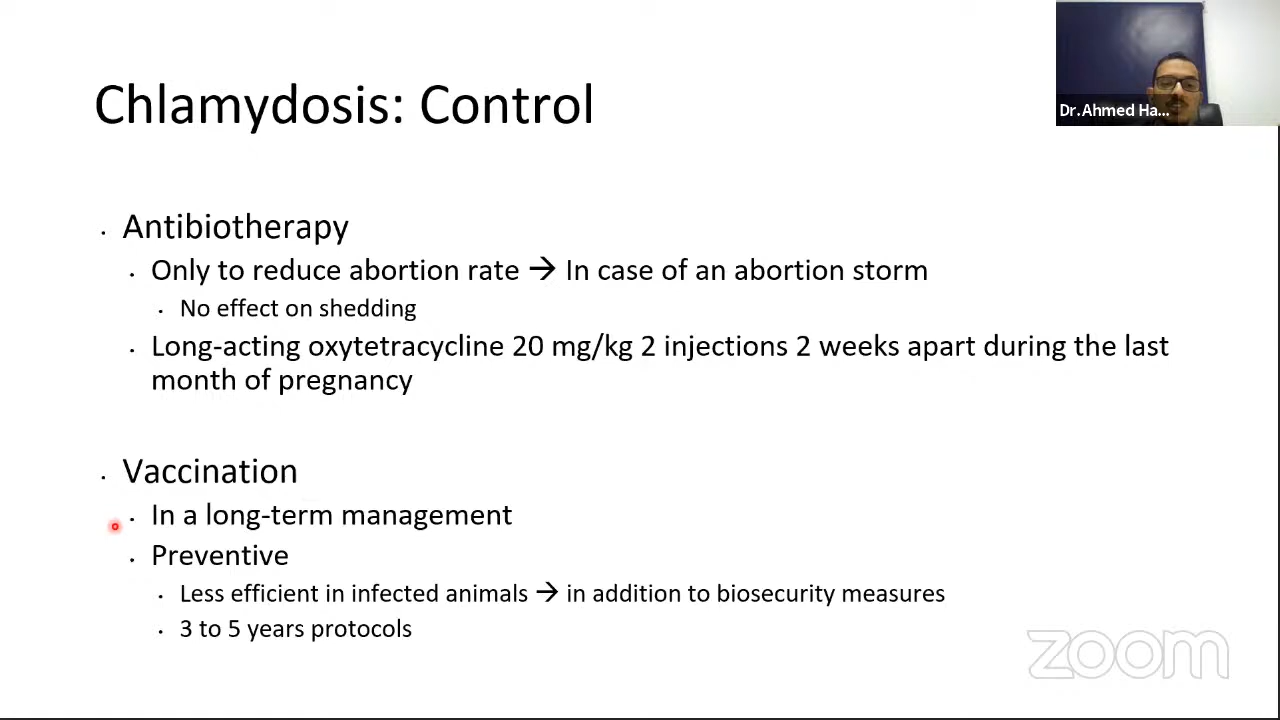 Chlamydosis: Control
Dr.Ahmed Ha...
• Antibiotherapy
• Only to reduce abortion rate → In case of an abortion storm
• No effect on shedding
• Long-acting oxytetracycline 20 mg/kg 2 injections 2 weeks apart during the last
month of pregnancy
• Vaccination
• In a long-term management
• Preventive
• Less efficient in infected animals → in addition to biosecurity measures
• 3 to 5 years protocols
zoom